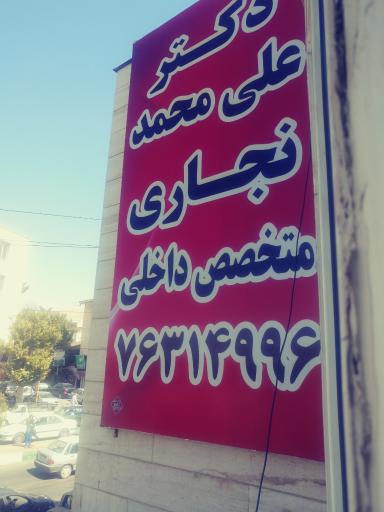 دکتر
علی محمد
نجاری
متخصص داخلی
۷۶۳۱۴۹۹۶